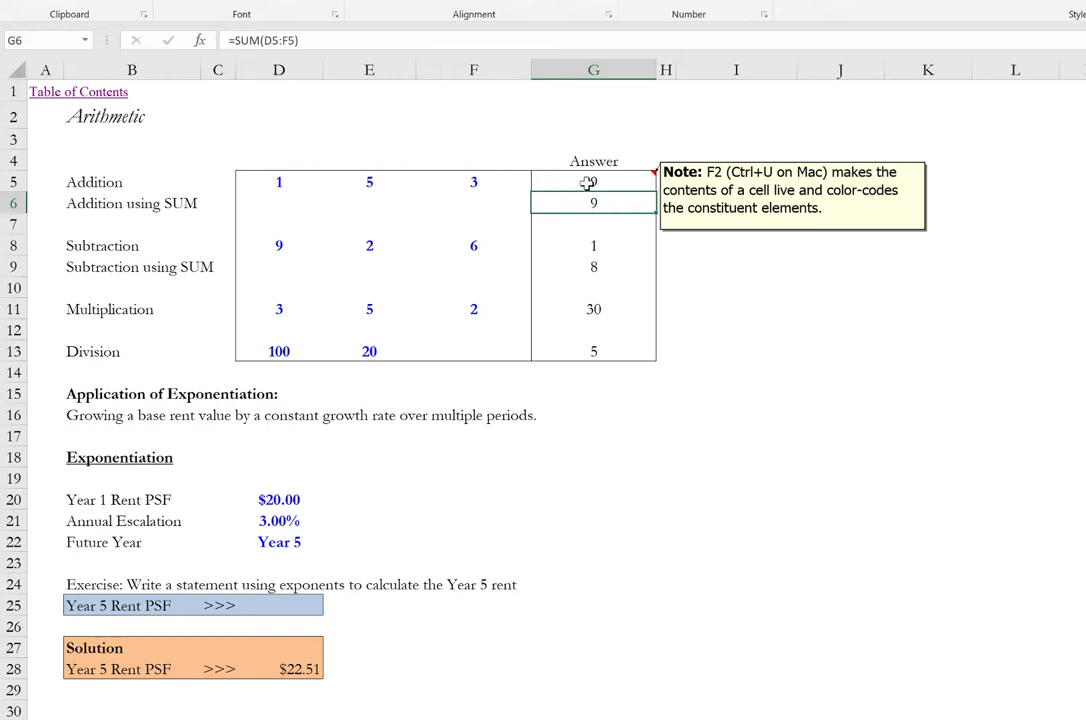 Clipboard Font Alignment Number Style
G6 fx =SUM(D5:F5)
A B C D E F G H I J K L
1 Table of Contents
2 Arithmetic
3
4 Answer
5 Addition 1 5 3 9
6 Addition using SUM 9
Note: F2 (Ctrl+U on Mac) makes the
contents of a cell live and color-codes
the constituent elements.
7
8 Subtraction 9 2 6 1
9 Subtraction using SUM 8
10
11 Multiplication 3 5 2 30
12
13 Division 100 20 5
14
15 Application of Exponentiation:
16 Growing a base rent value by a constant growth rate over multiple periods.
17
18 Exponentiation
19
20 Year 1 Rent PSF $20.00
21 Annual Escalation 3.00%
22 Future Year Year 5
23
24 Exercise: Write a statement using exponents to calculate the Year 5 rent
25 Year 5 Rent PSF >>>
26
27 Solution
28 Year 5 Rent PSF >>> $22.51
29
30